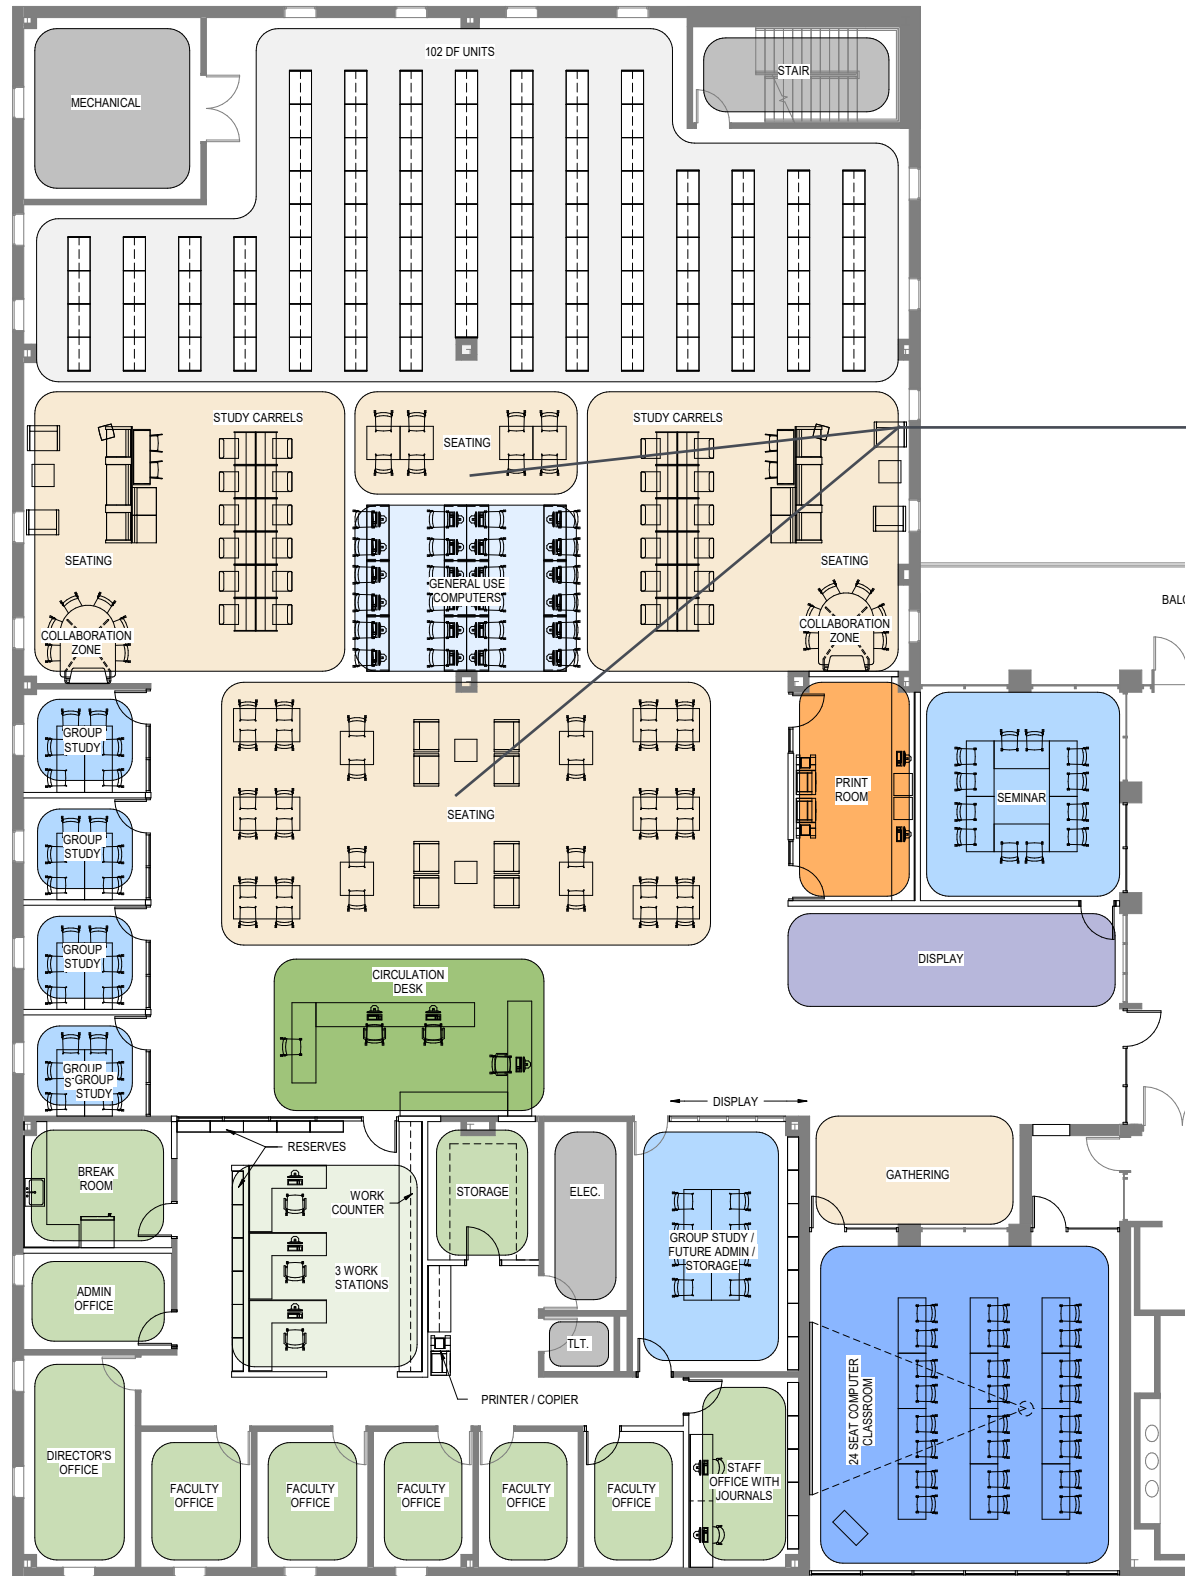 102 DF UNITS
STAIR
MECHANICAL
STUDY CARRELS
SEATING
STUDY CARRELS
SEATING
GENERAL USE
COMPUTERS
SEATING
COLLABORATION
ZONE
COLLABORATION
ZONE
BALC
GROUP
STUDY
GROUP
STUDY
GROUP
STUDY
GROUP
S
GROUP
STUDY
SEATING
PRINT
ROOM
SEMINAR
DISPLAY
CIRCULATION
DESK
DISPLAY
RESERVES
BREAK
ROOM
WORK
COUNTER
STORAGE
ELEC.
GATHERING
GROUP STUDY /
FUTURE ADMIN /
STORAGE
3 WORK
STATIONS
ADMIN
OFFICE
TLT.
PRINTER / COPIER
24 SEAT COMPUTER
CLASSROOM
DIRECTOR'S
OFFICE
FACULTY
OFFICE
FACULTY
OFFICE
FACULTY
OFFICE
FACULTY
OFFICE
FACULTY
OFFICE
STAFF
OFFICE WITH
JOURNALS